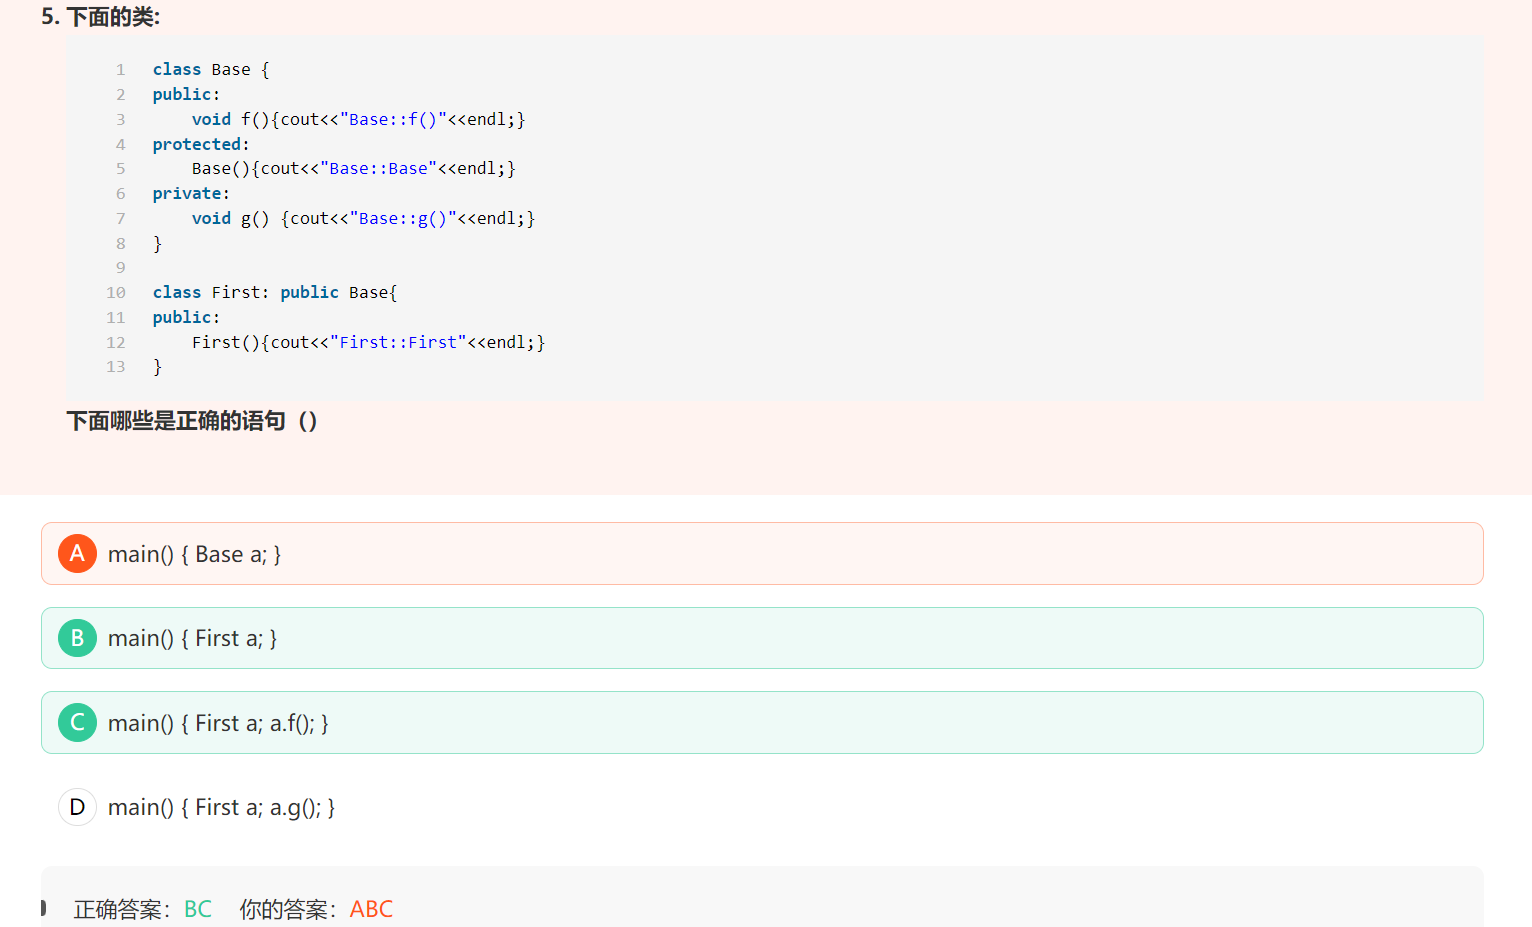 5. 下面的类:
1 class Base {
2 public:
3 void f(){cout<<"Base::f()"<<endl;}
4 protected:
5 Base(){cout<<"Base::Base"<<endl;}
6 private:
7 void g() {cout<<"Base::g()"<<endl;}
8 }
9
10 class First: public Base{
11 public:
12 First(){cout<<"First::First"<<endl;}
13 }
下面哪些是正确的语句（）
A main() { Base a; }
B main() { First a; }
C main() { First a; a.f(); }
D main() { First a; a.g(); }
正确答案：BC 你的答案：ABC